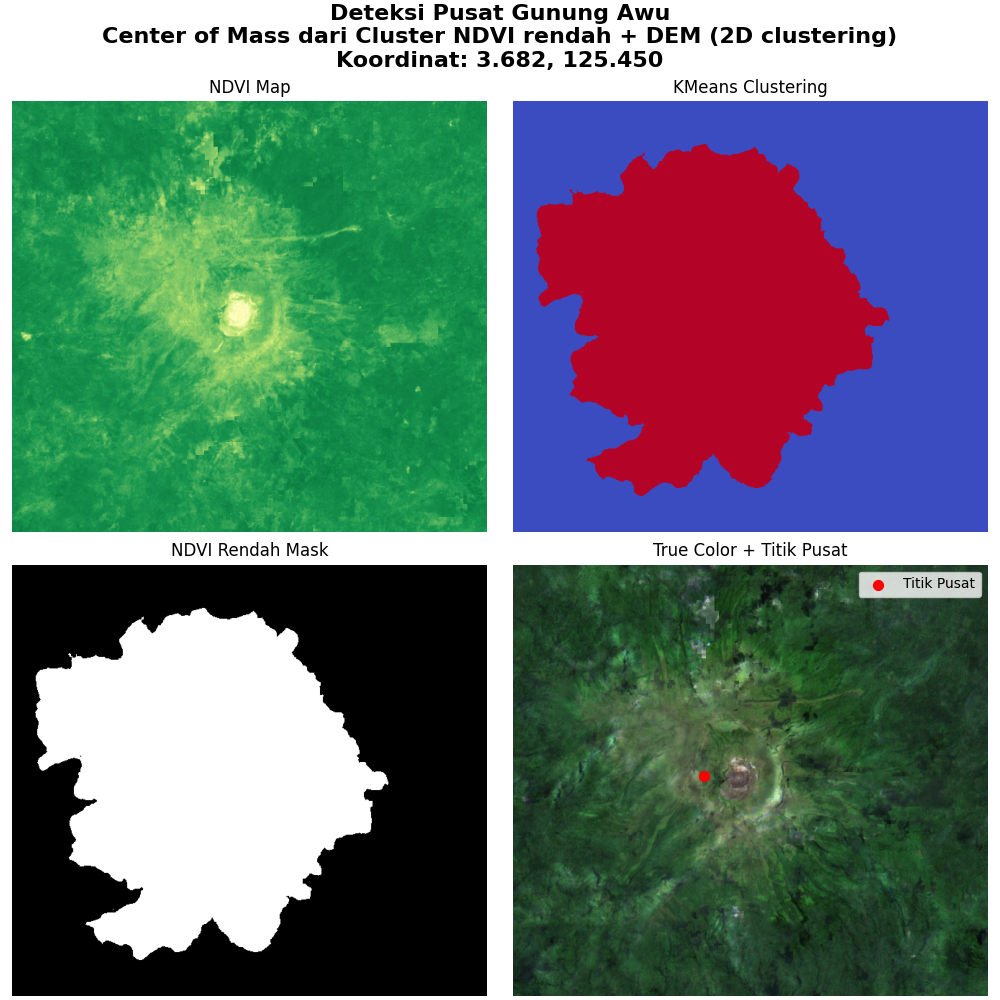 Deteksi Pusat Gunung Awu
Center of Mass dari Cluster NDVI rendah + DEM (2D clustering)
Koordinat: 3.682, 125.450
NDVI Map
KMeans Clustering
NDVI Rendah Mask
True Color + Titik Pusat
Titik Pusat